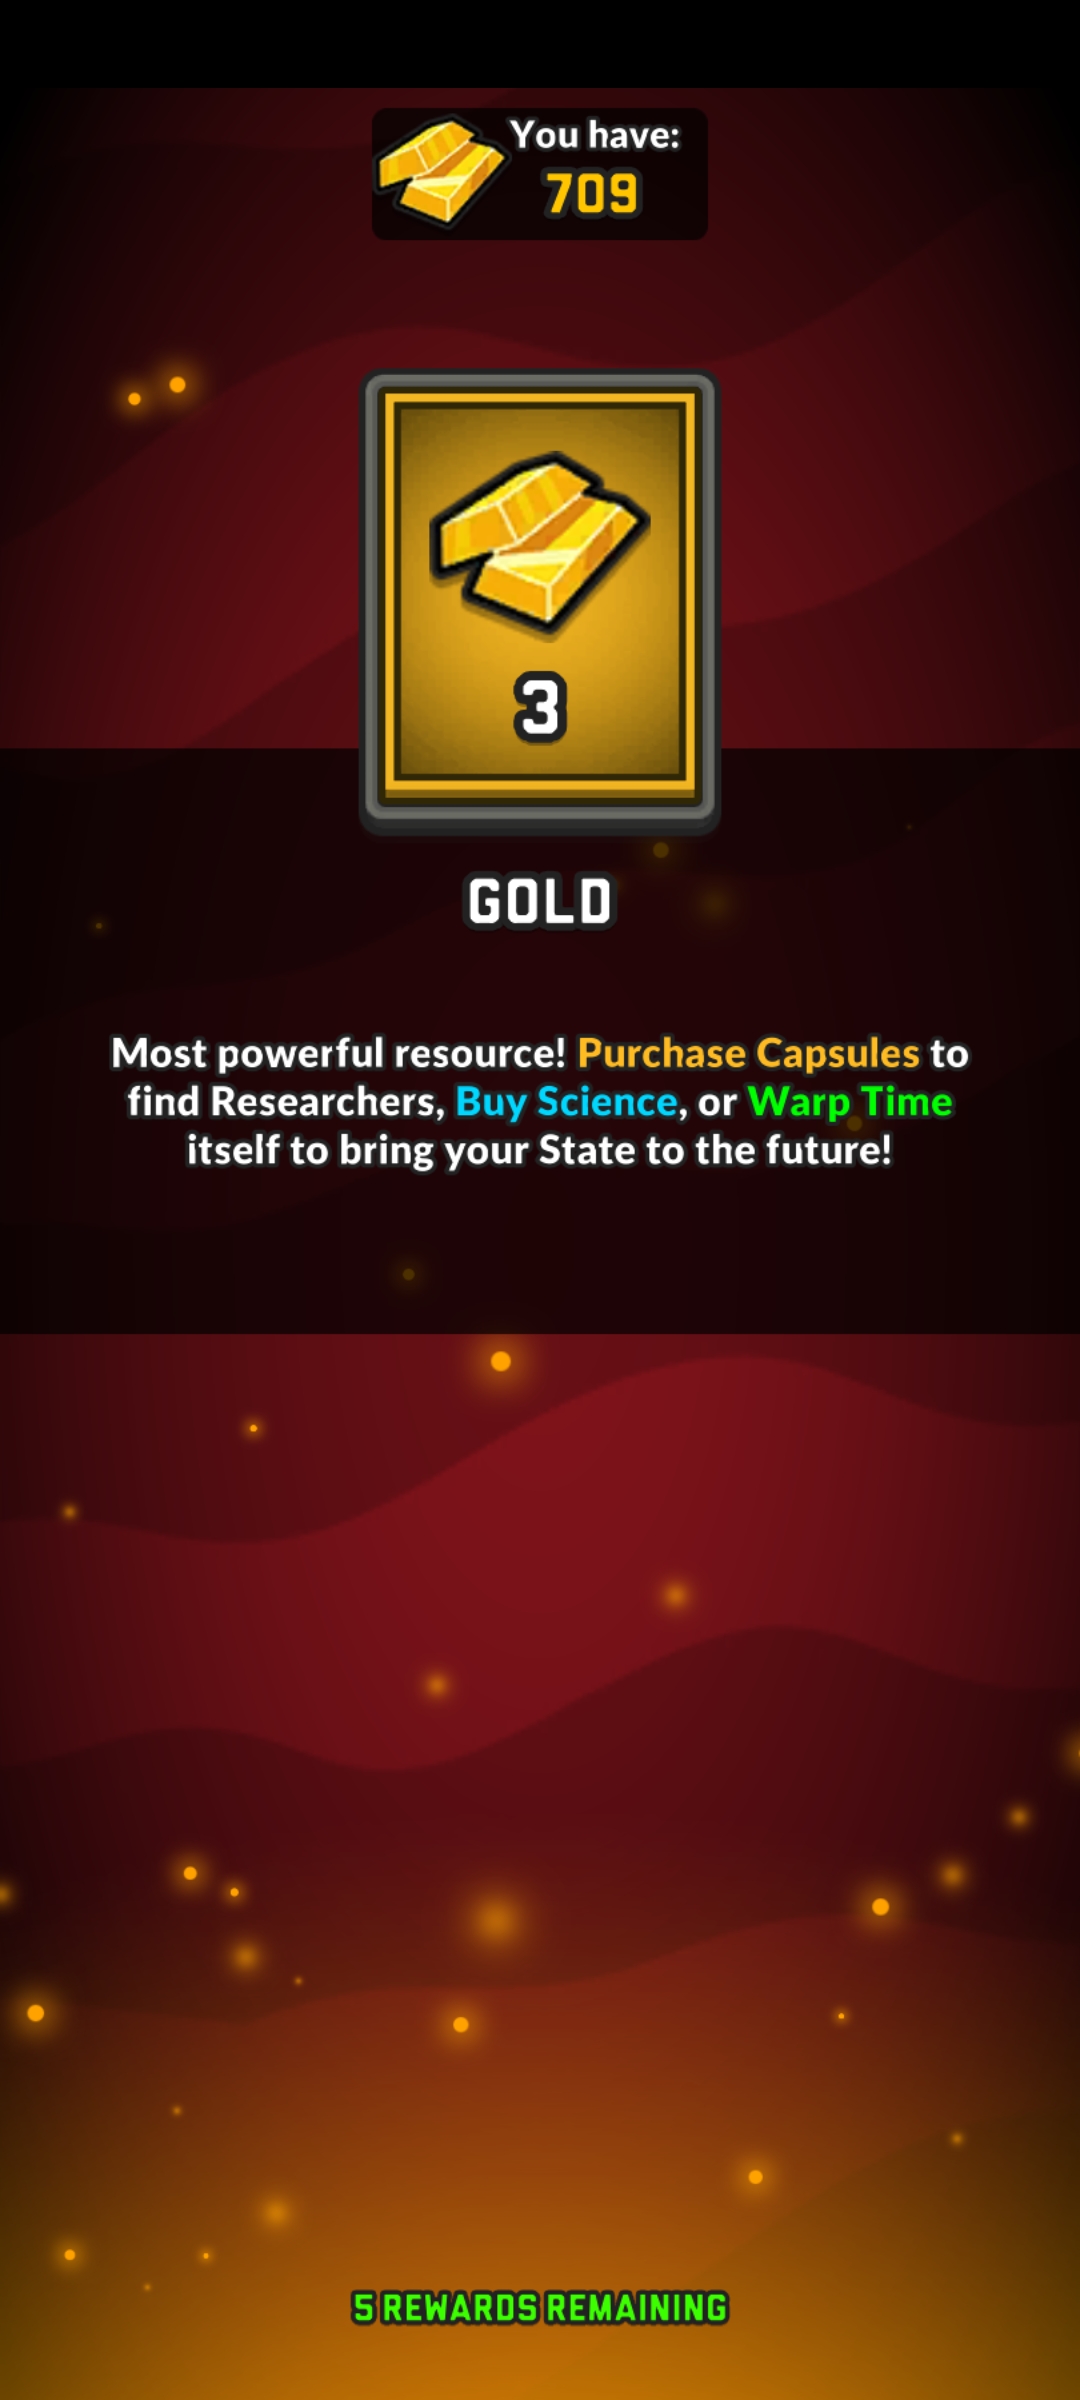 You have:
709
3
GOLD
Most powerful resource! Purchase Capsules to
find Researchers, Buy Science, or Warp Time
itself to bring your State to the future!
5 REWARDS REMAINING